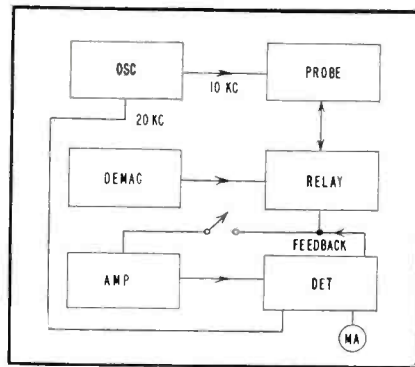 OSC
PROBE
10 KC
20 KC
DEMAG
RELAY
FEEDBACK
AMP
DET
MA